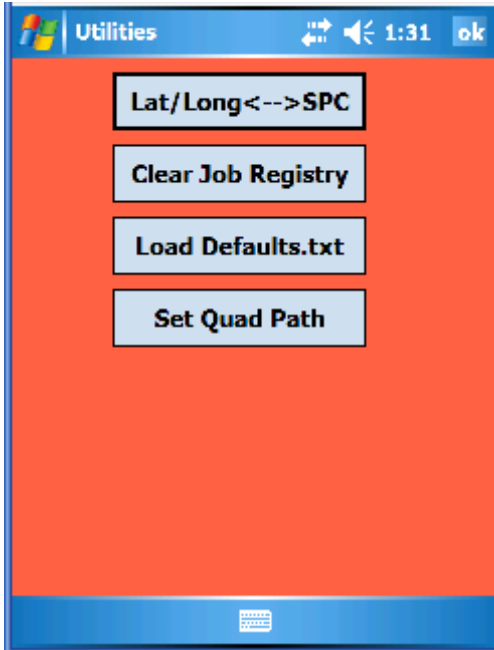 Utilities 1:31 ok
Lat/Long<-->SPC
Clear Job Registry
Load Defaults.txt
Set Quad Path